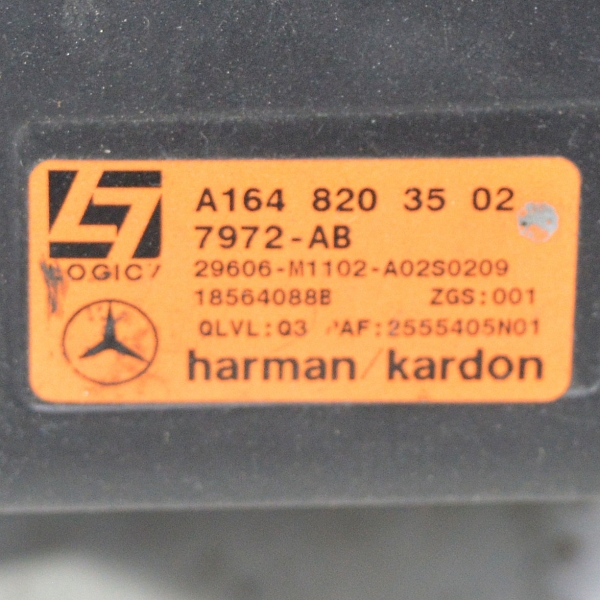 A164 820 35 02
7972-AB
LOGIC7
29606-M1102-A02S0209
18564088B ZGS:001
QLVL:Q3 PAF:2555405N01
harman/kardon